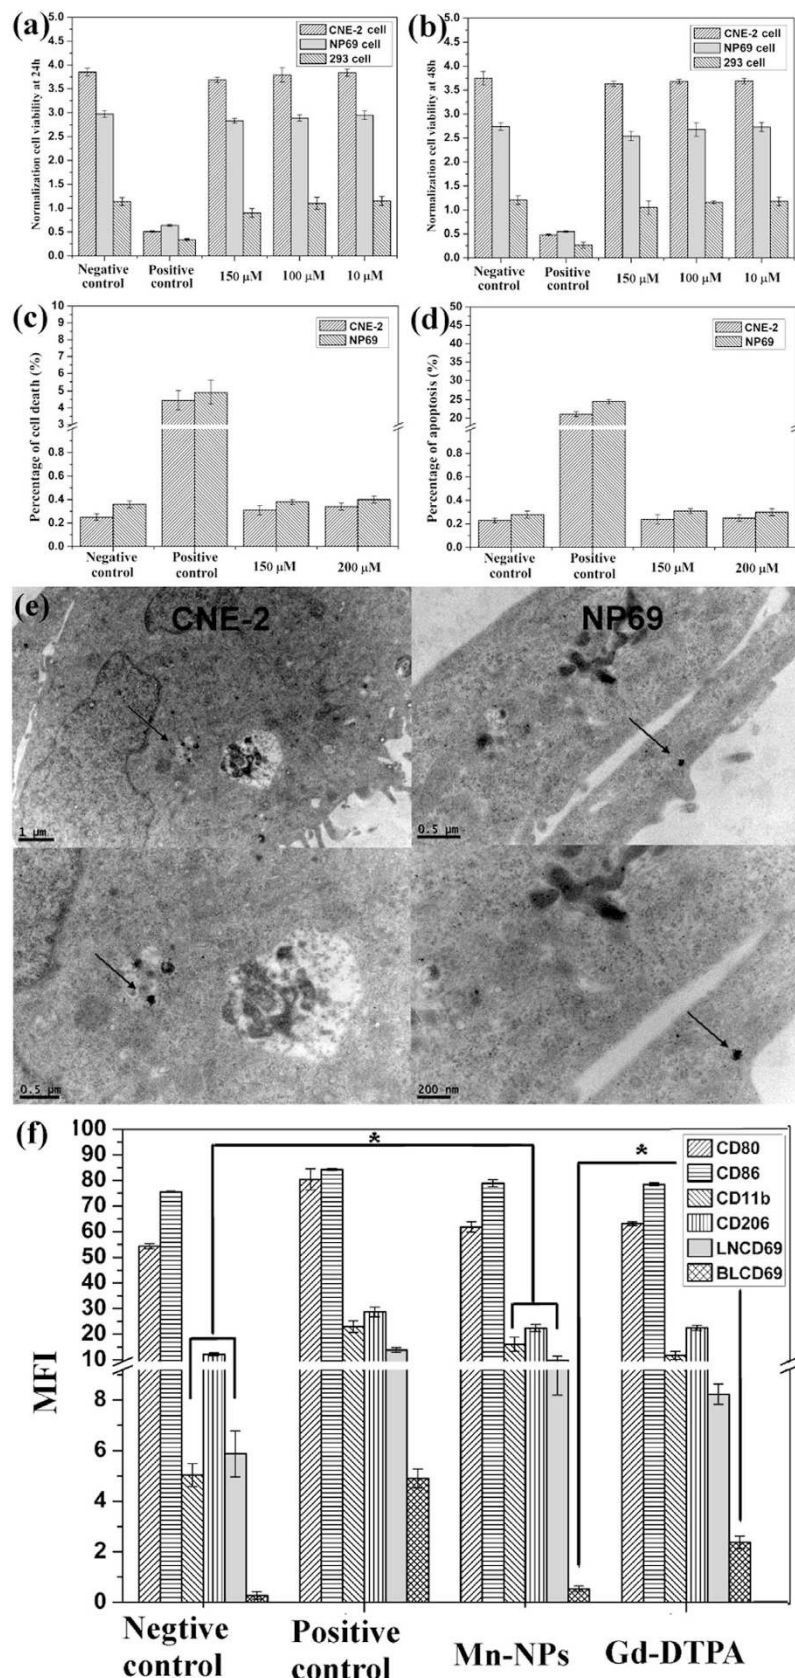 (a)
Normalization cell viability at 24h
5.0
4.5
4.0
3.5
3.0
2.5
2.0
1.5
1.0
0.5
0.0
CNE-2 cell
NP69 cell
293 cell
Negative control
Positive control
150 μM
100 μM
10 μM
(b)
Normalization cell viability at 48h
5.0
4.5
4.0
3.5
3.0
2.5
2.0
1.5
1.0
0.5
0.0
CNE-2 cell
NP69 cell
293 cell
Negative control
Positive control
150 μM
100 μM
10 μM
(c)
Percentage of cell death (%)
10
9
8
7
6
5
4
3
0.8
0.6
0.4
0.2
0.0
CNE-2
NP69
Negative control
Positive control
150 μM
200 μM
(d)
Percentage of apoptosis (%)
50
45
40
35
30
25
20
0.8
0.6
0.4
0.2
0.0
CNE-2
NP69
Negative control
Positive control
150 μM
200 μM
(e)
CNE-2
NP69
1 μm
0.5 μm
0.5 μm
200 nm
(f)
MFI
100
90
80
70
60
50
40
30
20
10
8
6
4
2
0
*
*
CD80
CD86
CD11b
CD206
LNCD69
BLCD69
Negtive
control
Positive
control
Mn-NPs
Gd-DTPA